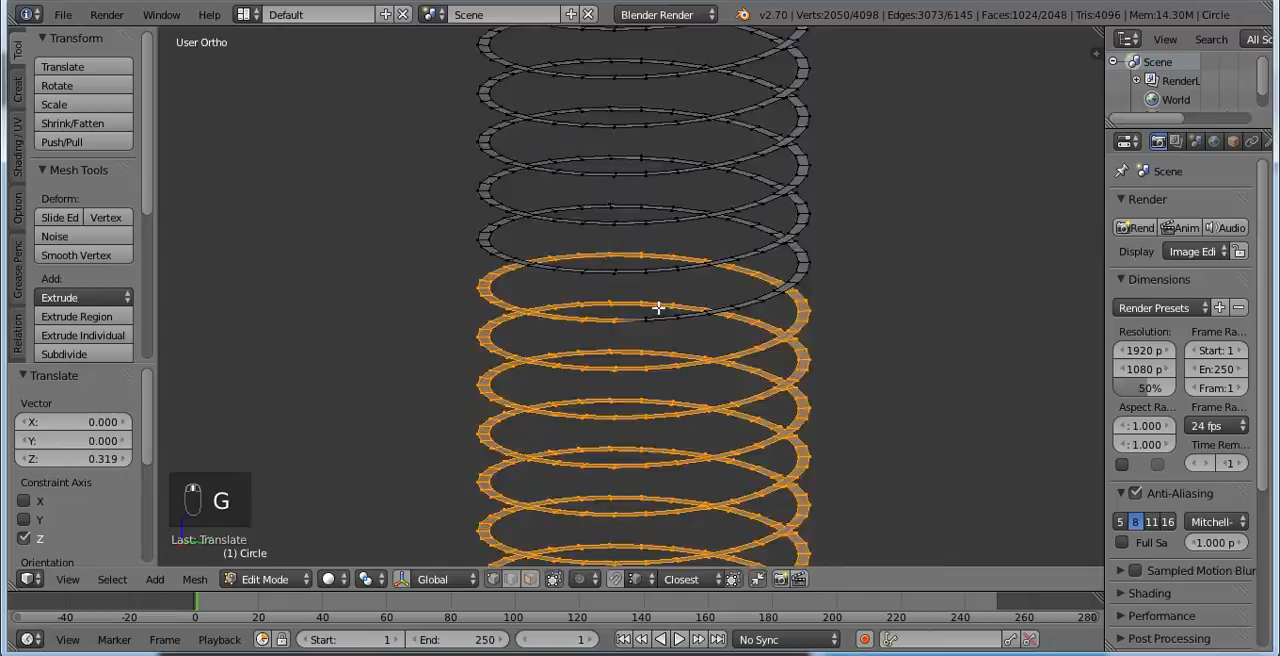 File Render Window Help Default Scene Blender Render v2.70 | Verts:2050/4098 | Edges:3073/6145 | Faces:1024/2048 | Tris:4096 | Mem:14.30M | Circle
Tool
Creat
Shading / UV
Option
Grease Penc
Relation
Transform
Translate
Rotate
Scale
Shrink/Fatten
Push/Pull
Mesh Tools
Deform:
Slide Ed Vertex
Noise
Smooth Vertex
Add:
Extrude
Extrude Region
Extrude Individual
Subdivide
Translate
Vector
X: 0.000
Y: 0.000
Z: 0.319
Constraint Axis
X
Y
Z
Orientation
User Ortho
G
Last: Translate
(1) Circle
View Select Add Mesh Edit Mode Global Closest
-40 -20 0 20 40 60 80 100 120 140 160 180 200 220 240 260 280
View Marker Frame Playback Start: 1 End: 250 1 No Sync
View Search All Sc
Scene
RenderL
World
Scene
Render
Rend Anim Audio
Display Image Edi
Dimensions
Render Presets
Resolution: Frame Ra...
1920 p Start: 1
1080 p En:250
50% Fram:1
Aspect Ra... Frame Ra...
: 1.000 24 fps
: 1.000 Time Rem...
1
Anti-Aliasing
5 8 11 16 Mitchell-
Full Sa 1.000 p
Sampled Motion Blur
Shading
Performance
Post Processing